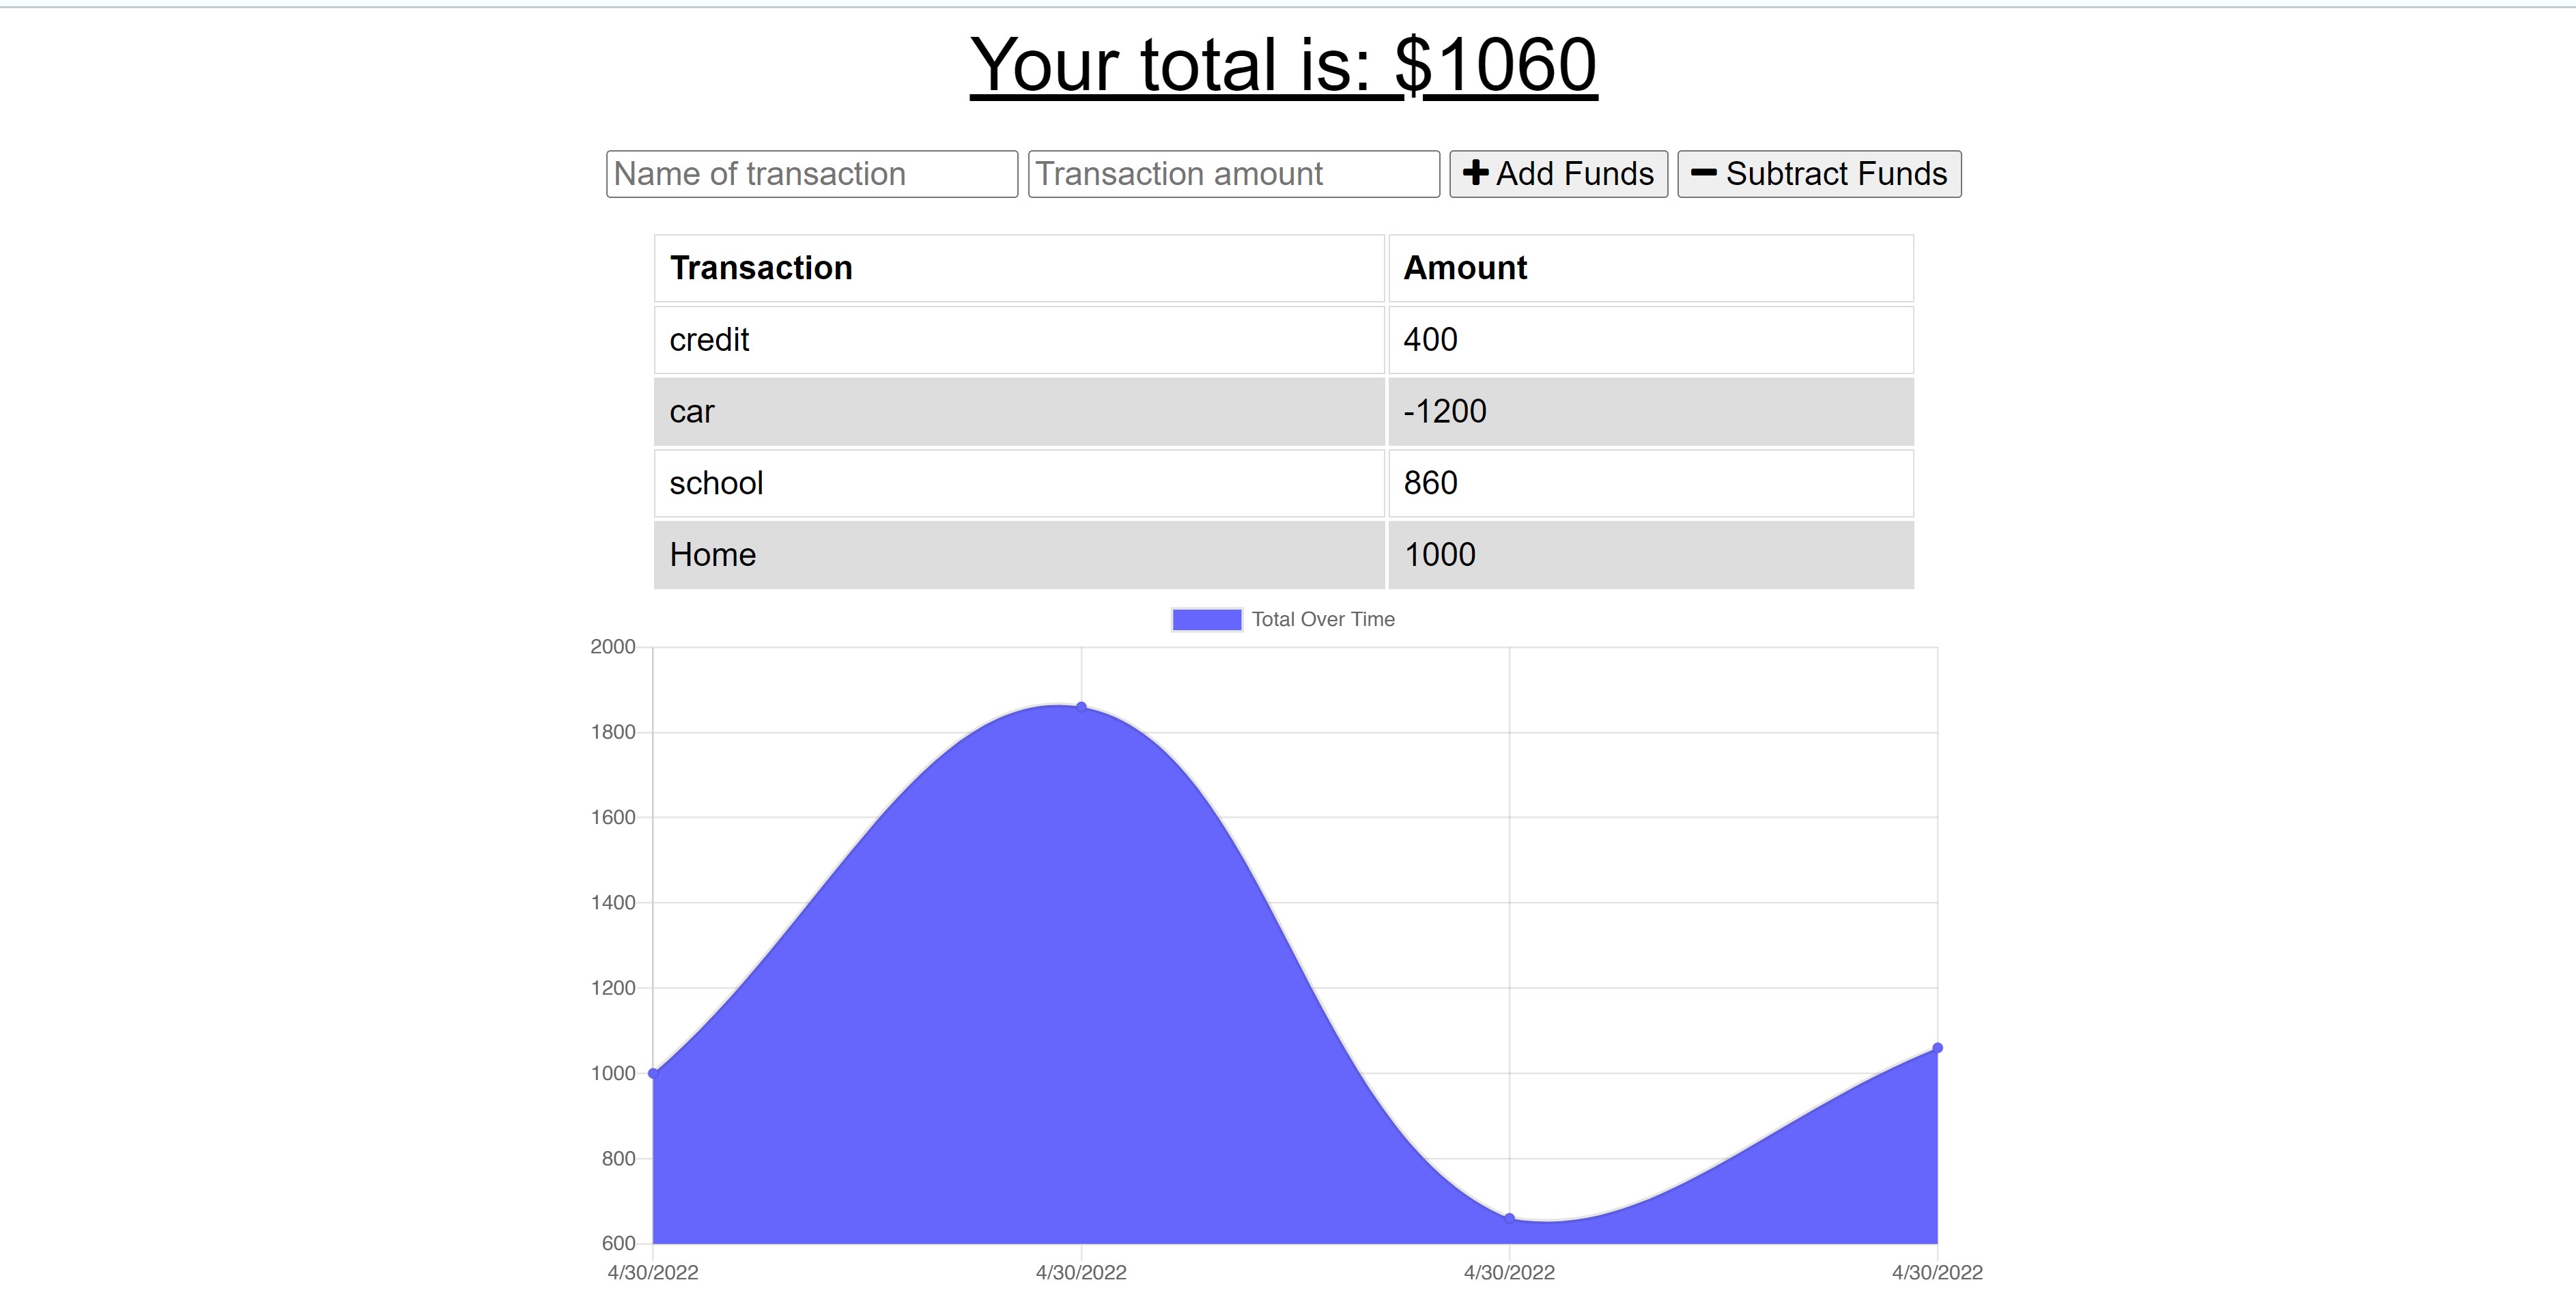 Your total is: $1060
Name of transaction Transaction amount Add Funds Subtract Funds
Transaction Amount
credit 400
car -1200
school 860
Home 1000
Total Over Time
2000
1800
1600
1400
1200
1000
800
600
4/30/2022 4/30/2022 4/30/2022 4/30/2022